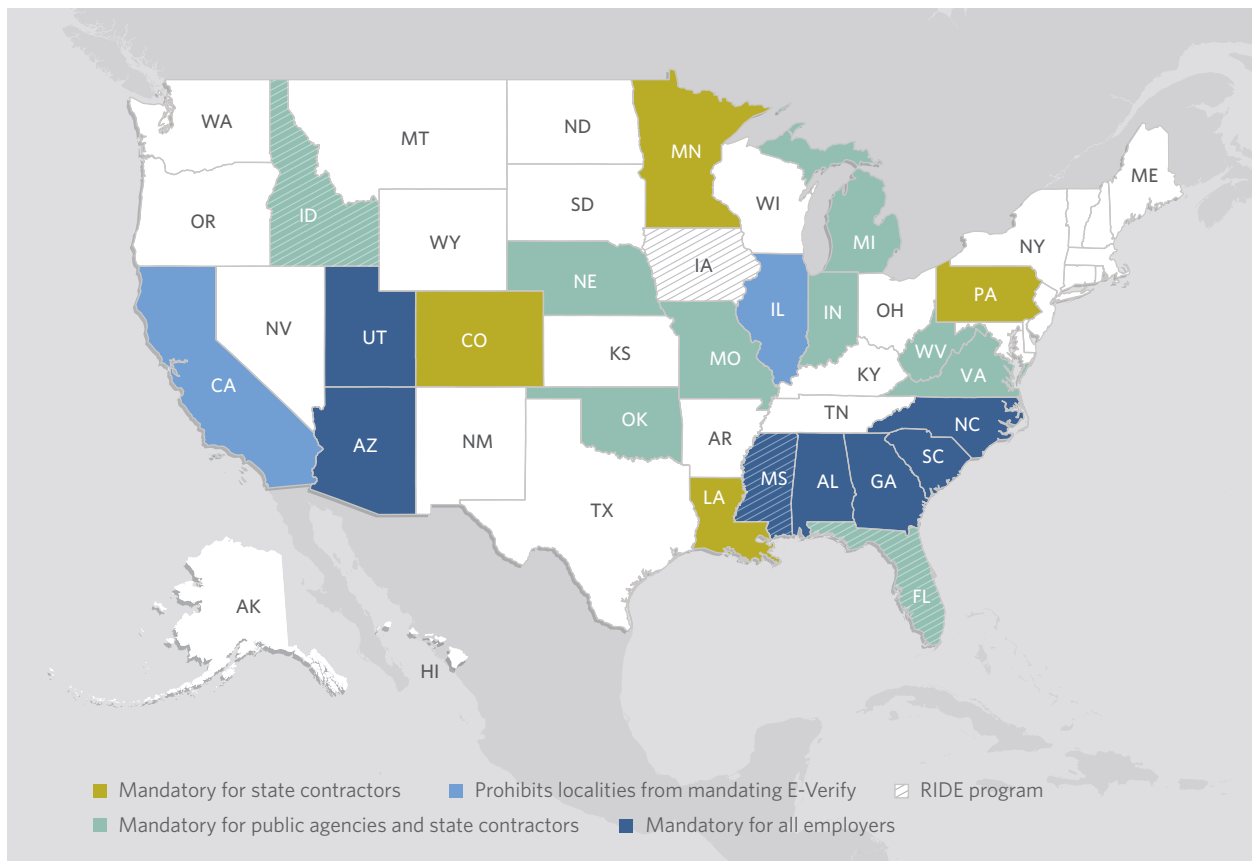 WA
MT
ND
MN
ME
OR
ID
SD
WI
MI
NY
WY
IA
NE
PA
NV
UT
CO
IL
IN
OH
KS
MO
WV
VA
CA
KY
AZ
NM
OK
AR
TN
NC
SC
MS
AL
GA
LA
TX
FL
AK
HI
Mandatory for state contractors
Prohibits localities from mandating E-Verify
RIDE program
Mandatory for public agencies and state contractors
Mandatory for all employers